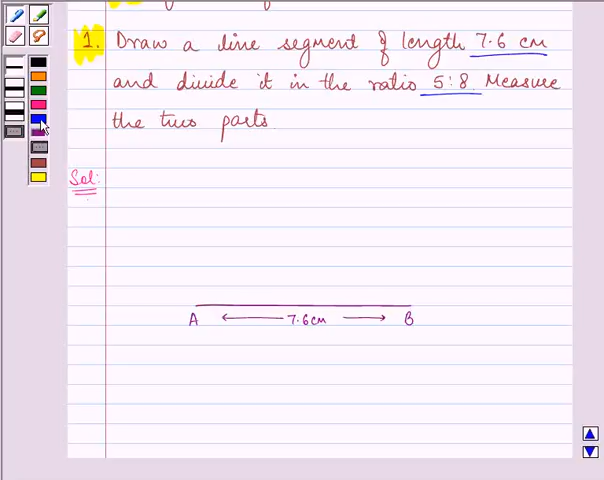 1. Draw a line segment of length 7.6 cm
and divide it in the ratio 5:8. Measure
the two parts.
Sol:
A 7.6cm B